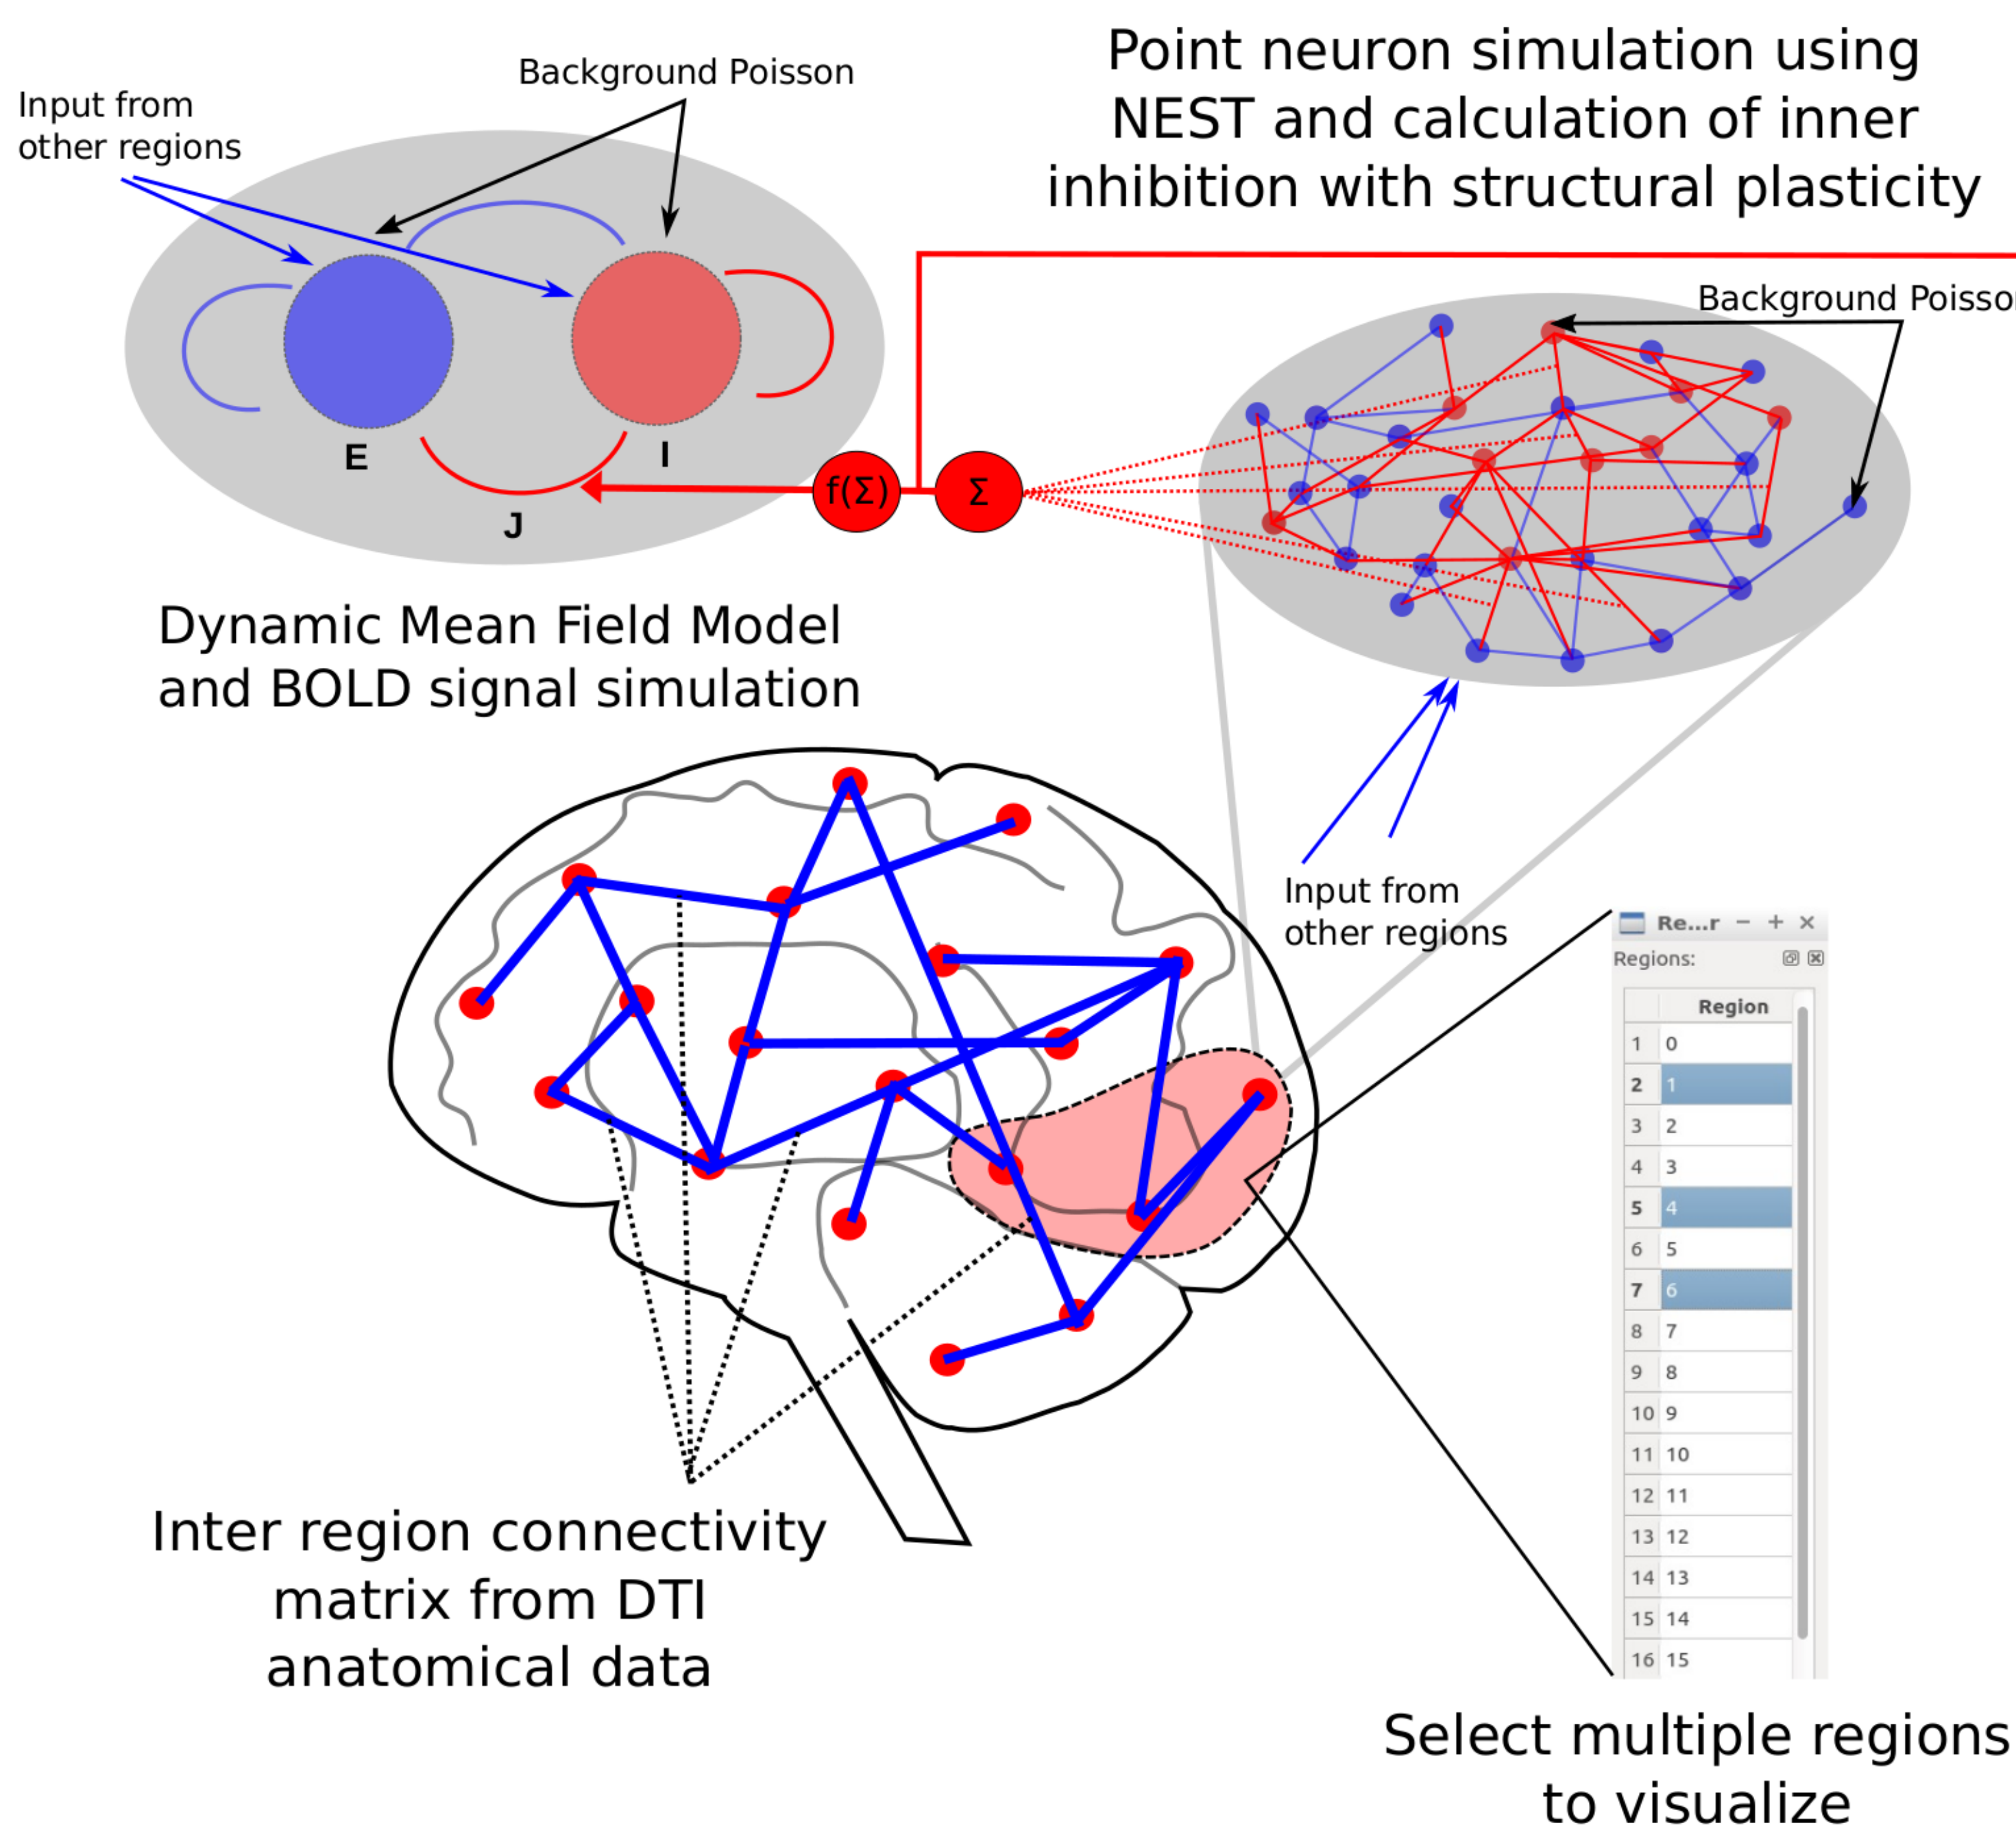 Point neuron simulation using
NEST and calculation of inner
inhibition with structural plasticity
Background Poisson
Input from
other regions
E
I
J
f(Σ)
Σ
Background Poisso
Dynamic Mean Field Model
and BOLD signal simulation
Input from
other regions
Re...r
Regions:
Region
1 0
2 1
3 2
4 3
5 4
6 5
7 6
8 7
9 8
10 9
11 10
12 11
13 12
14 13
15 14
16 15
Inter region connectivity
matrix from DTI
anatomical data
Select multiple regions
to visualize